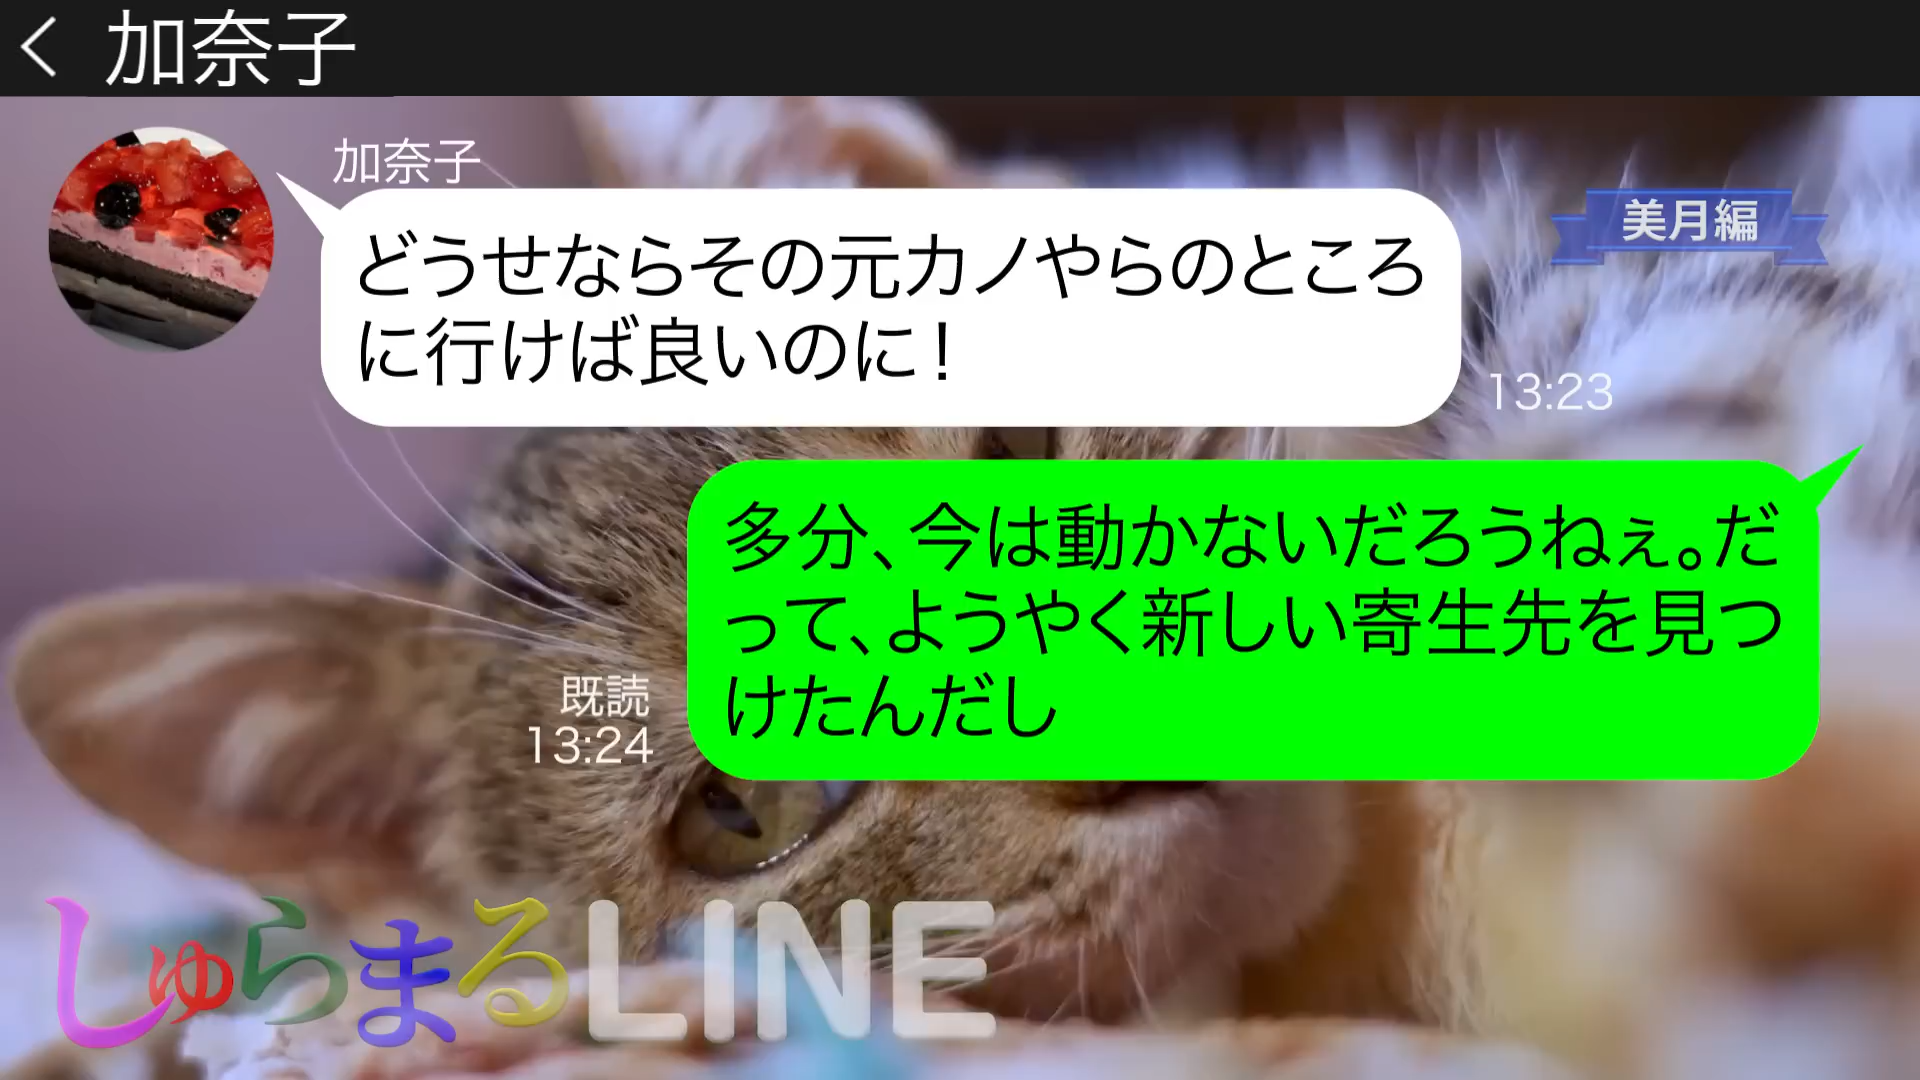 加奈子
加奈子
美月編
どうせならその元カノやらのところ
に行けば良いのに！
13:23
多分、今は動かないだろうねぇ。だ
って、ようやく新しい寄生先を見つ
けたんだし
既読
13:24
しゅらまるLINE